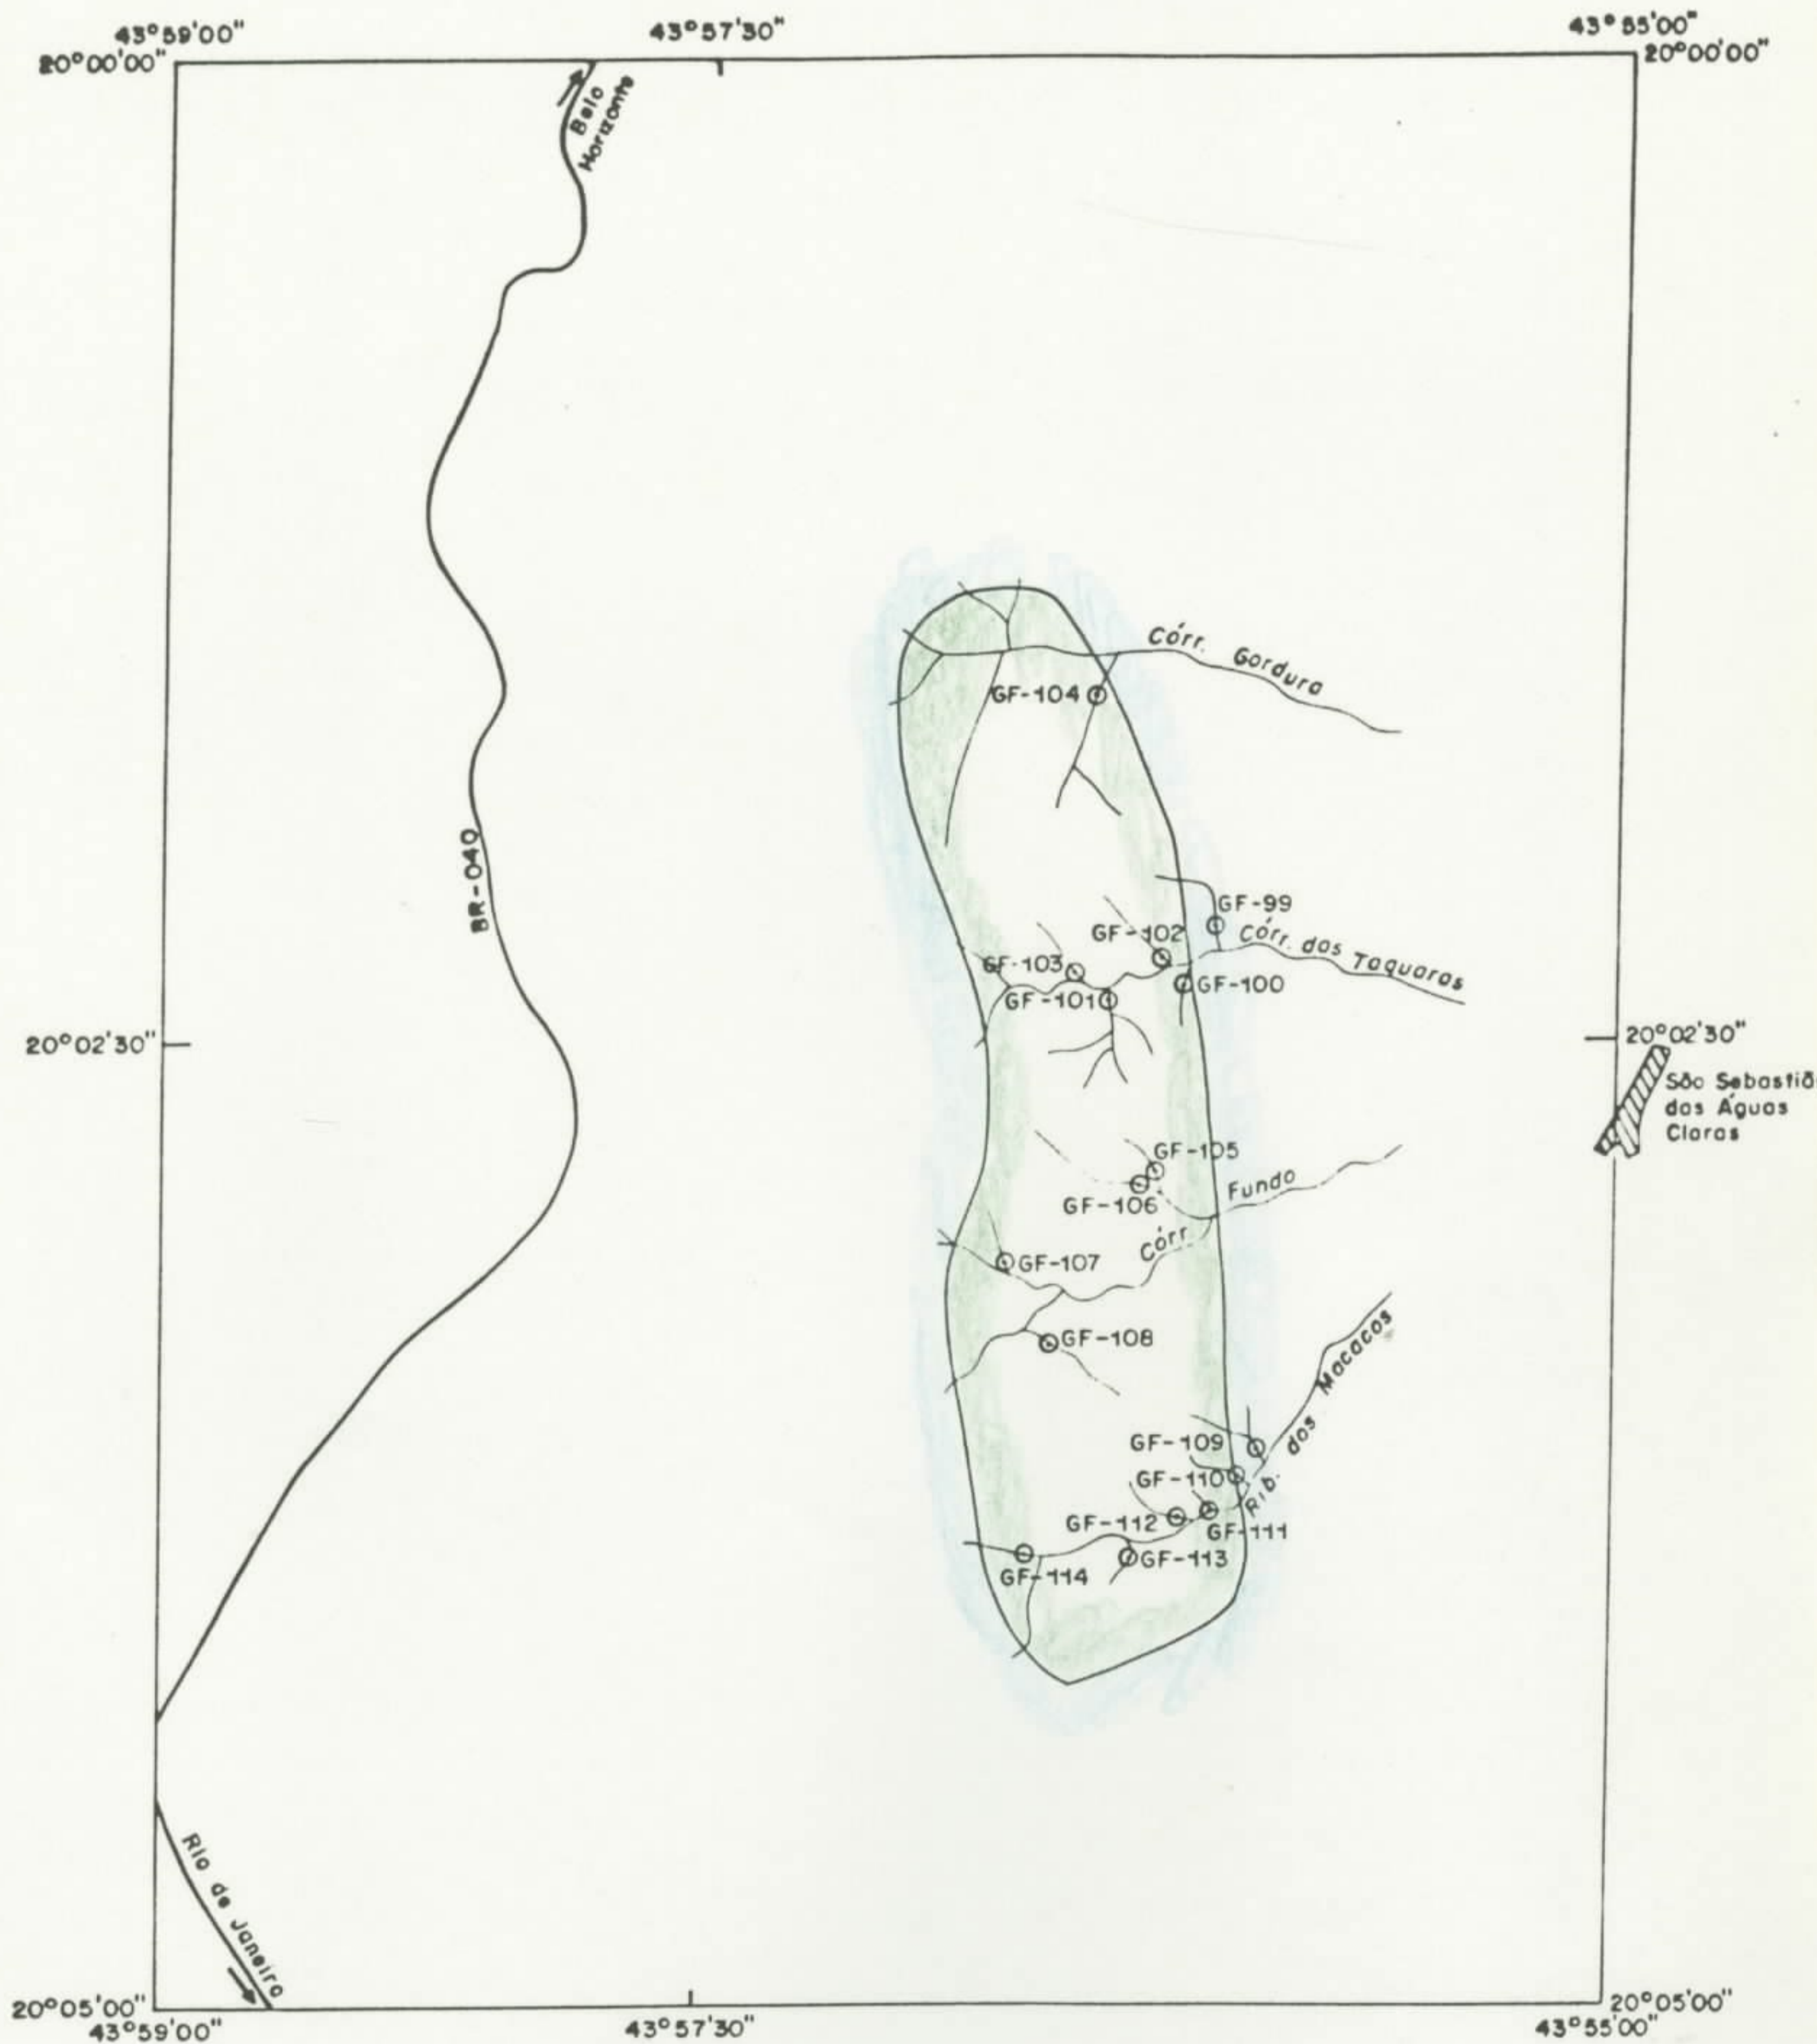 43°59'00"
43°57'30"
43°55'00"
20°00'00"
20°00'00"
Belo
Horizonte
Córr. Gordura
GF-104
BR-040
GF-99
GF-102
Córr. dos Taquaras
GF-103
GF-100
GF-101
20°02'30"
20°02'30"
São Sebastiã
das Águas
Claras
GF-105
GF-106
Córr. Fundo
GF-107
GF-108
Rib. dos Macacos
GF-109
GF-110
GF-112
GF-111
GF-113
GF-114
Rio de Janeiro
20°05'00"
20°05'00"
43°59'00"
43°57'30"
43°55'00"